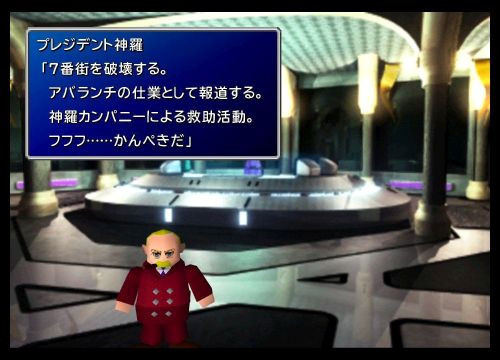 プレジデント神羅
「７番街を破壊する。
アバランチの仕業として報道する。
神羅カンパニーによる救助活動。
フフフ……かんぺきだ」